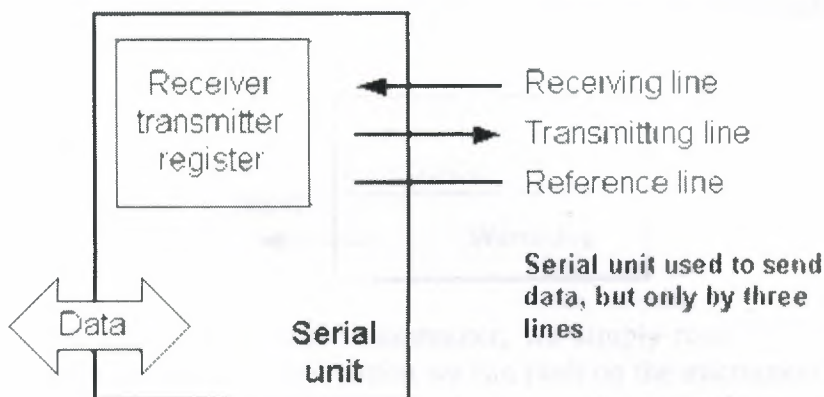 Receiver
transmitter
register
Receiving line
Transmitting line
Reference line
Serial unit used to send
data, but only by three
lines
Data
Serial
unit